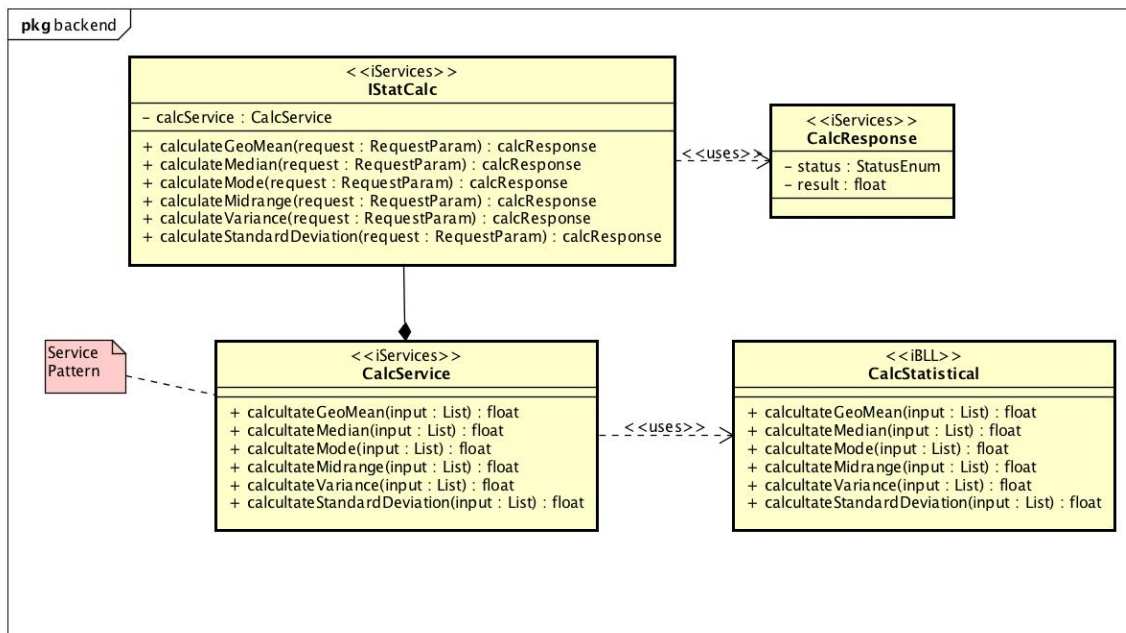 pkg backend
<<iServices>>
IStatCalc
– calcService : CalcService
+ calculateGeoMean(request : RequestParam) : calcResponse
+ calculateMedian(request : RequestParam) : calcResponse
+ calculateMode(request : RequestParam) : calcResponse
+ calculateMidrange(request : RequestParam) : calcResponse
+ calculateVariance(request : RequestParam) : calcResponse
+ calculateStandardDeviation(request : RequestParam) : calcResponse
<<uses>>
<<iServices>>
CalcResponse
– status : StatusEnum
– result : float
Service
Pattern
<<iServices>>
CalcService
+ calcultateGeoMean(input : List) : float
+ calcultateMedian(input : List) : float
+ calcultateMode(input : List) : float
+ calcultateMidrange(input : List) : float
+ calcultateVariance(input : List) : float
+ calcultateStandardDeviation(input : List) : float
<<uses>>
<<iBLL>>
CalcStatistical
+ calcultateGeoMean(input : List) : float
+ calcultateMedian(input : List) : float
+ calcultateMode(input : List) : float
+ calcultateMidrange(input : List) : float
+ calcultateVariance(input : List) : float
+ calcultateStandardDeviation(input : List) : float